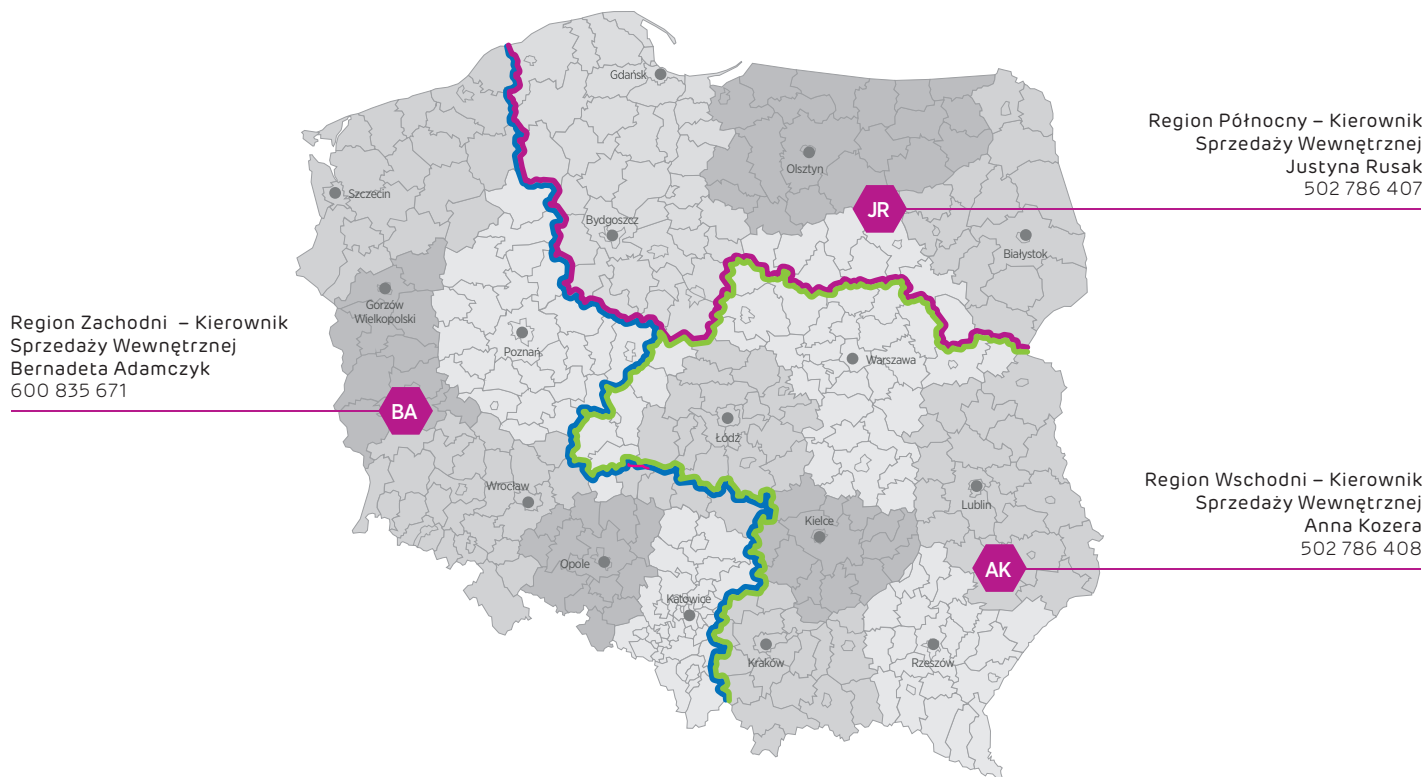 Gdańsk
Region Północny – Kierownik
Sprzedaży Wewnętrznej
Justyna Rusak
502 786 407
Olsztyn
Szczecin
JR
Bydgoszcz
Białystok
Gorzów
Wielkopolski
Region Zachodni – Kierownik
Sprzedaży Wewnętrznej
Bernadeta Adamczyk
600 835 671
Poznań
Warszawa
BA
Łódź
Region Wschodni – Kierownik
Sprzedaży Wewnętrznej
Anna Kozera
502 786 408
Wrocław
Lublin
Kielce
Opole
AK
Katowice
Kraków
Rzeszów